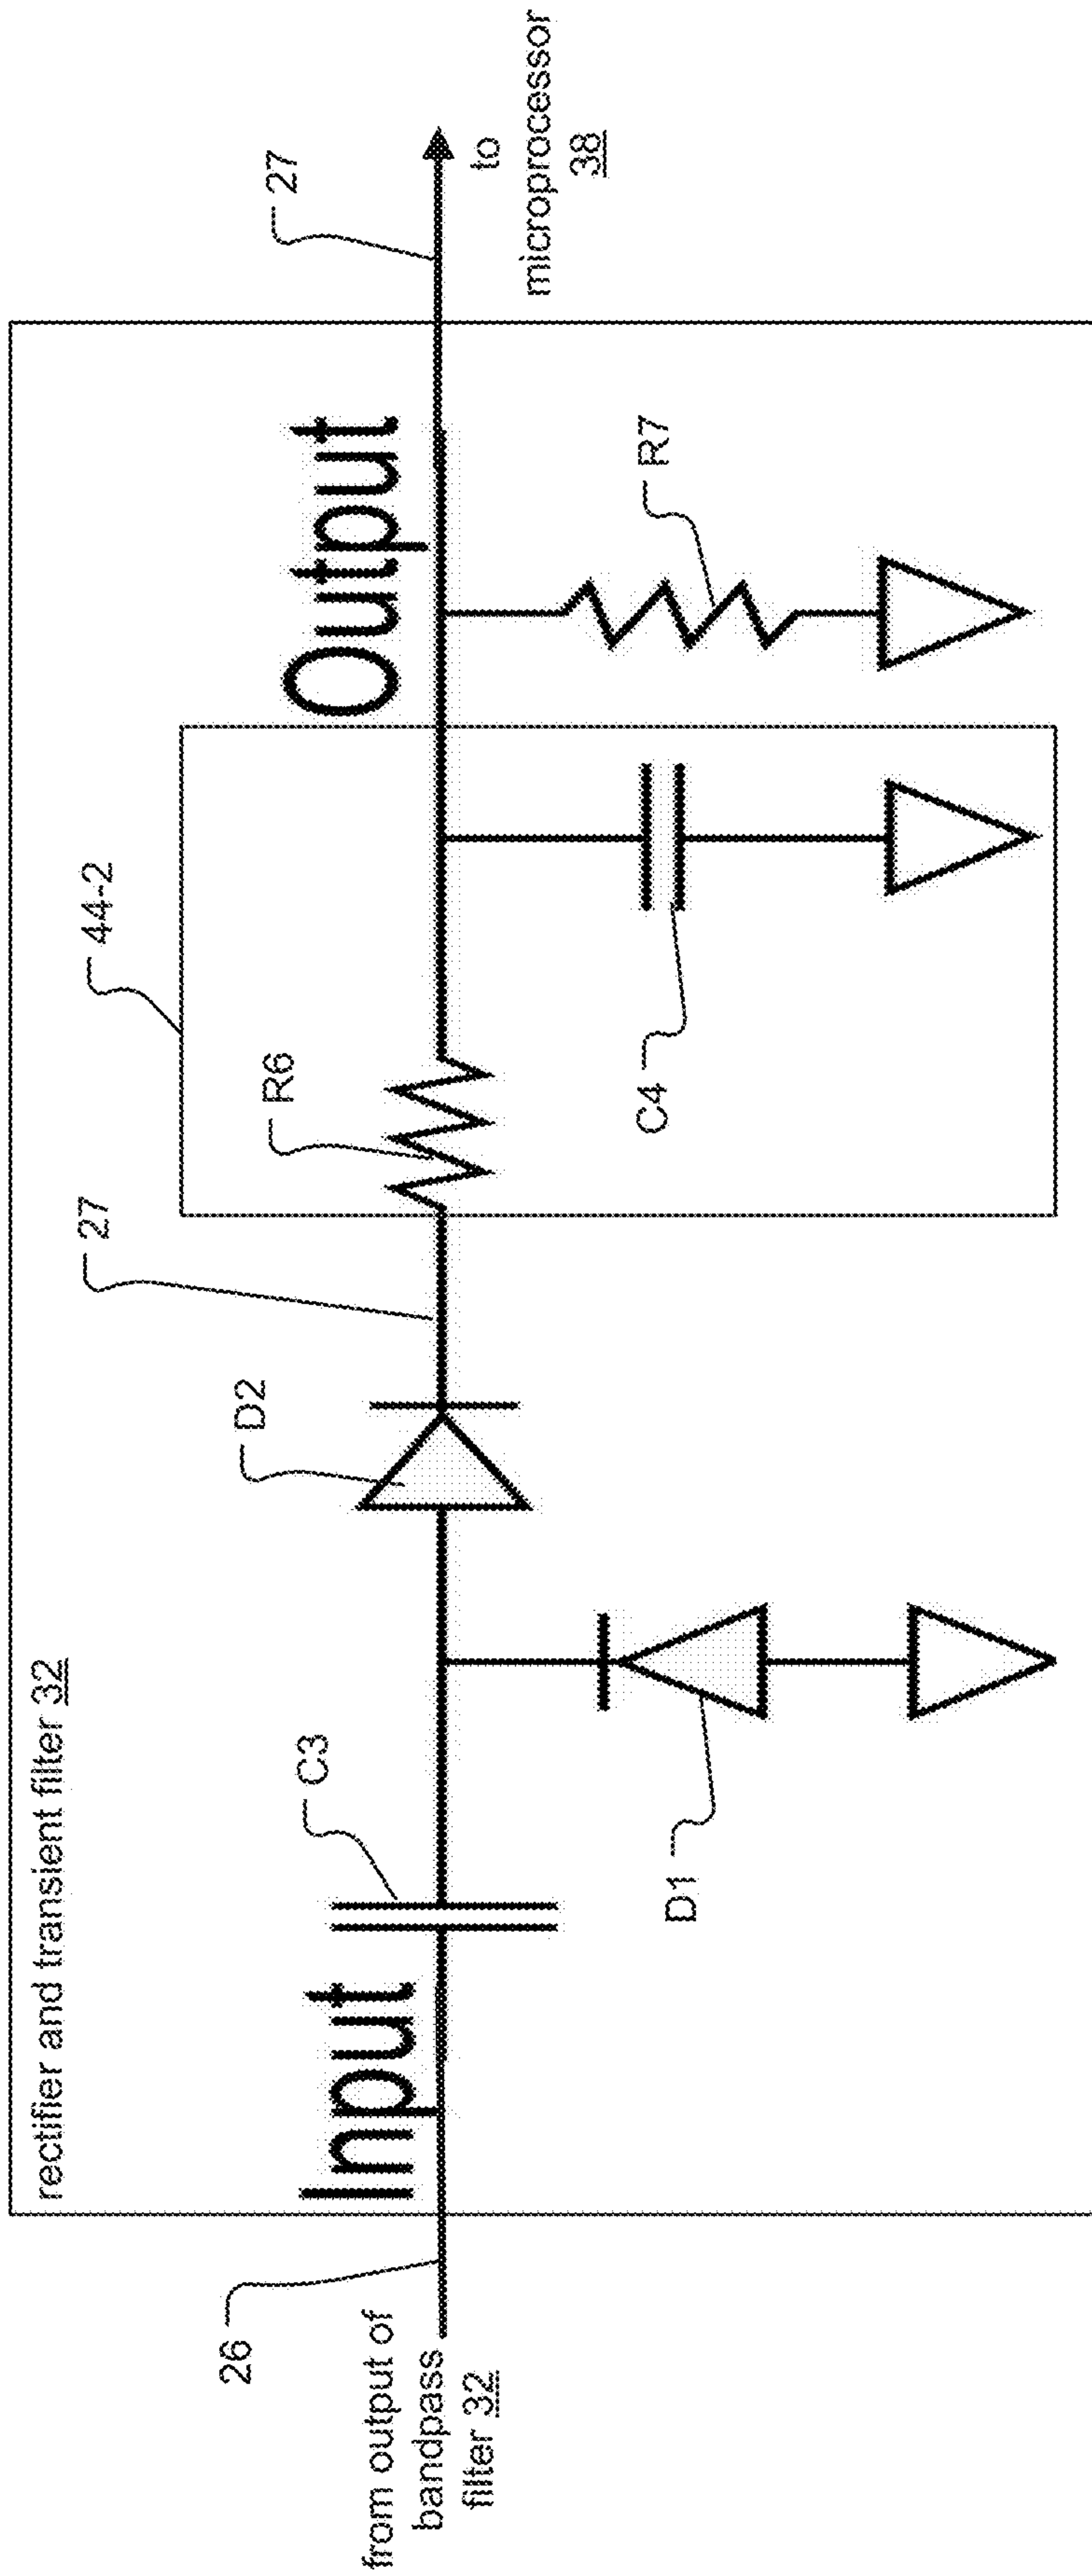 rectifier and transient filter 32
44-2
27
27
D2
R6
Output
Input
C3
26
from output of
bandpass
filter 32
D1
C4
R7
to
microprocessor
38